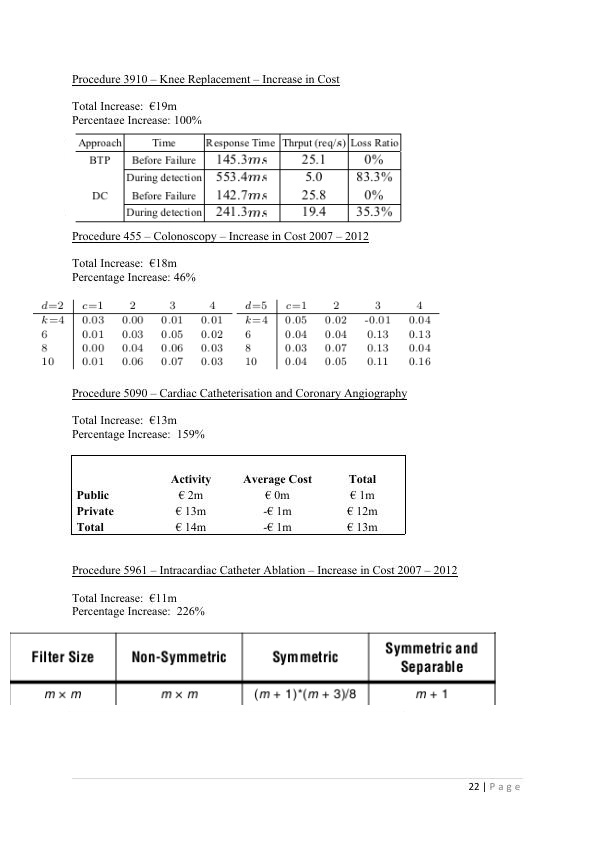 Procedure 3910 – Knee Replacement – Increase in Cost
Total Increase: €19m
Percentage Increase: 100%
Approach Time Response Time Thrput (req/s) Loss Ratio
BTP Before Failure 145.3ms 25.1 0%
During detection 553.4ms 5.0 83.3%
DC Before Failure 142.7ms 25.8 0%
During detection 241.3ms 19.4 35.3%
Procedure 455 – Colonoscopy – Increase in Cost 2007 – 2012
Total Increase: €18m
Percentage Increase: 46%
d=2 c=1 2 3 4 d=5 c=1 2 3 4
k=4 0.03 0.00 0.01 0.01 k=4 0.05 0.02 -0.01 0.04
6 0.01 0.03 0.05 0.02 6 0.04 0.04 0.13 0.13
8 0.00 0.04 0.06 0.03 8 0.03 0.07 0.13 0.04
10 0.01 0.06 0.07 0.03 10 0.04 0.05 0.11 0.16
Procedure 5090 – Cardiac Catheterisation and Coronary Angiography
Total Increase: €13m
Percentage Increase: 159%
Activity Average Cost Total
Public € 2m € 0m € 1m
Private € 13m -€ 1m € 12m
Total € 14m -€ 1m € 13m
Procedure 5961 – Intracardiac Catheter Ablation – Increase in Cost 2007 – 2012
Total Increase: €11m
Percentage Increase: 226%
Filter Size Non-Symmetric Symmetric Symmetric and Separable
m × m m × m (m + 1)*(m + 3)/8 m + 1
22 | Page